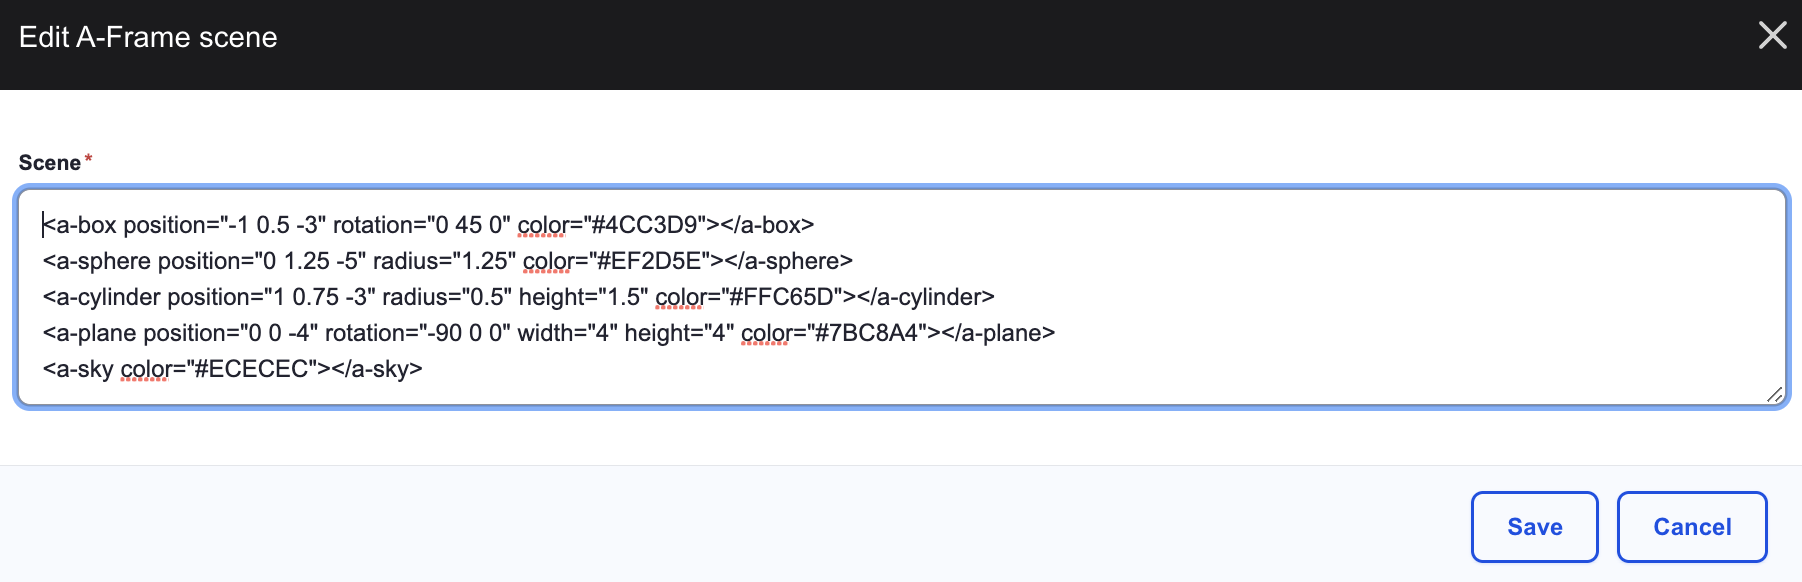 Edit A-Frame scene
Scene*
<a-box position="-1 0.5 -3" rotation="0 45 0" color="#4CC3D9"></a-box>
<a-sphere position="0 1.25 -5" radius="1.25" color="#EF2D5E"></a-sphere>
<a-cylinder position="1 0.75 -3" radius="0.5" height="1.5" color="#FFC65D"></a-cylinder>
<a-plane position="0 0 -4" rotation="-90 0 0" width="4" height="4" color="#7BC8A4"></a-plane>
<a-sky color="#ECECEC"></a-sky>
Save
Cancel